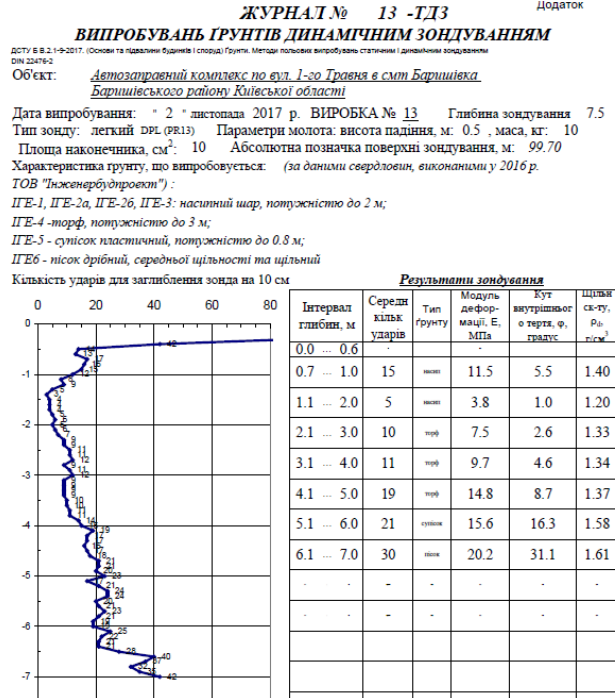 Додаток
ЖУРНАЛ № 13 -ТДЗ
ВИПРОБУВАНЬ ҐРУНТІВ ДИНАМІЧНИМ ЗОНДУВАННЯМ
ДСТУ Б В.2.1-9-2017. (Основи та підвалини будинків і споруд) Ґрунти. Методи польових випробувань статичним і динамічним зондуванням
DIN 22476-2
Об'єкт: Автозаправний комплекс по вул. 1-го Травня в смт Баришівка
Баришівського району Київської області
Дата випробування: " 2 " листопада 2017 р. ВИРОБКА № 13 Глибина зондування 7.5
Тип зонду: легкий DPL (PR13) Параметри молота: висота падіння, м: 0.5 , маса, кг: 10
Площа наконечника, см²: 10 Абсолютна позначка поверхні зондування, м: 99.70
Характеристика ґрунту, що випробовується: (за даними свердловин, виконаними у 2016 р.
ТОВ "Інженербудпроект") :
ІГЕ-1, ІГЕ-2а, ІГЕ-2б, ІГЕ-3: насипний шар, потужністю до 2 м;
ІГЕ-4 -торф, потужністю до 3 м;
ІГЕ-5 - супісок пластичний, потужністю до 0.8 м;
ІГЕ6 - пісок дрібний, середньої щільності та щільний
Кількість ударів для заглиблення зонда на 10 см
0 20 40 60 80
0
-1
-2
-3
-4
-5
-6
-7
Результати зондування
Інтервал глибин, м Середн кільк ударів Тип ґрунту Модуль дефор- мації, Е, МПа Кут внутрішньог о тертя, φ, градус Щільн ск-ту, ρd, г/см³
0.0 ... 0.6 - -
0.7 ... 1.0 15 насип 11.5 5.5 1.40
1.1 ... 2.0 5 насип 3.8 1.0 1.20
2.1 ... 3.0 10 торф 7.5 2.6 1.33
3.1 ... 4.0 11 торф 9.7 4.6 1.34
4.1 ... 5.0 19 торф 14.8 8.7 1.37
5.1 ... 6.0 21 супісок 15.6 16.3 1.58
6.1 ... 7.0 30 пісок 20.2 31.1 1.61
- ... - - - - - -
- ... - - - - - -